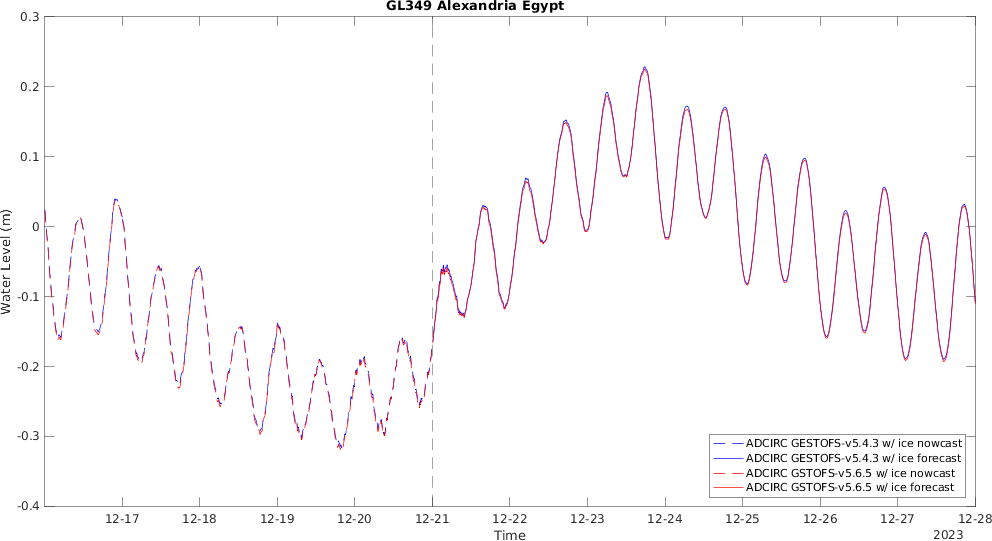 GL349 Alexandria Egypt
0.3
0.2
0.1
0
-0.1
-0.2
-0.3
-0.4
Water Level (m)
12-17 12-18 12-19 12-20 12-21 12-22 12-23 12-24 12-25 12-26 12-27 12-28
Time
2023
ADCIRC GESTOFS-v5.4.3 w/ ice nowcast
ADCIRC GESTOFS-v5.4.3 w/ ice forecast
ADCIRC GSTOFS-v5.6.5 w/ ice nowcast
ADCIRC GSTOFS-v5.6.5 w/ ice forecast